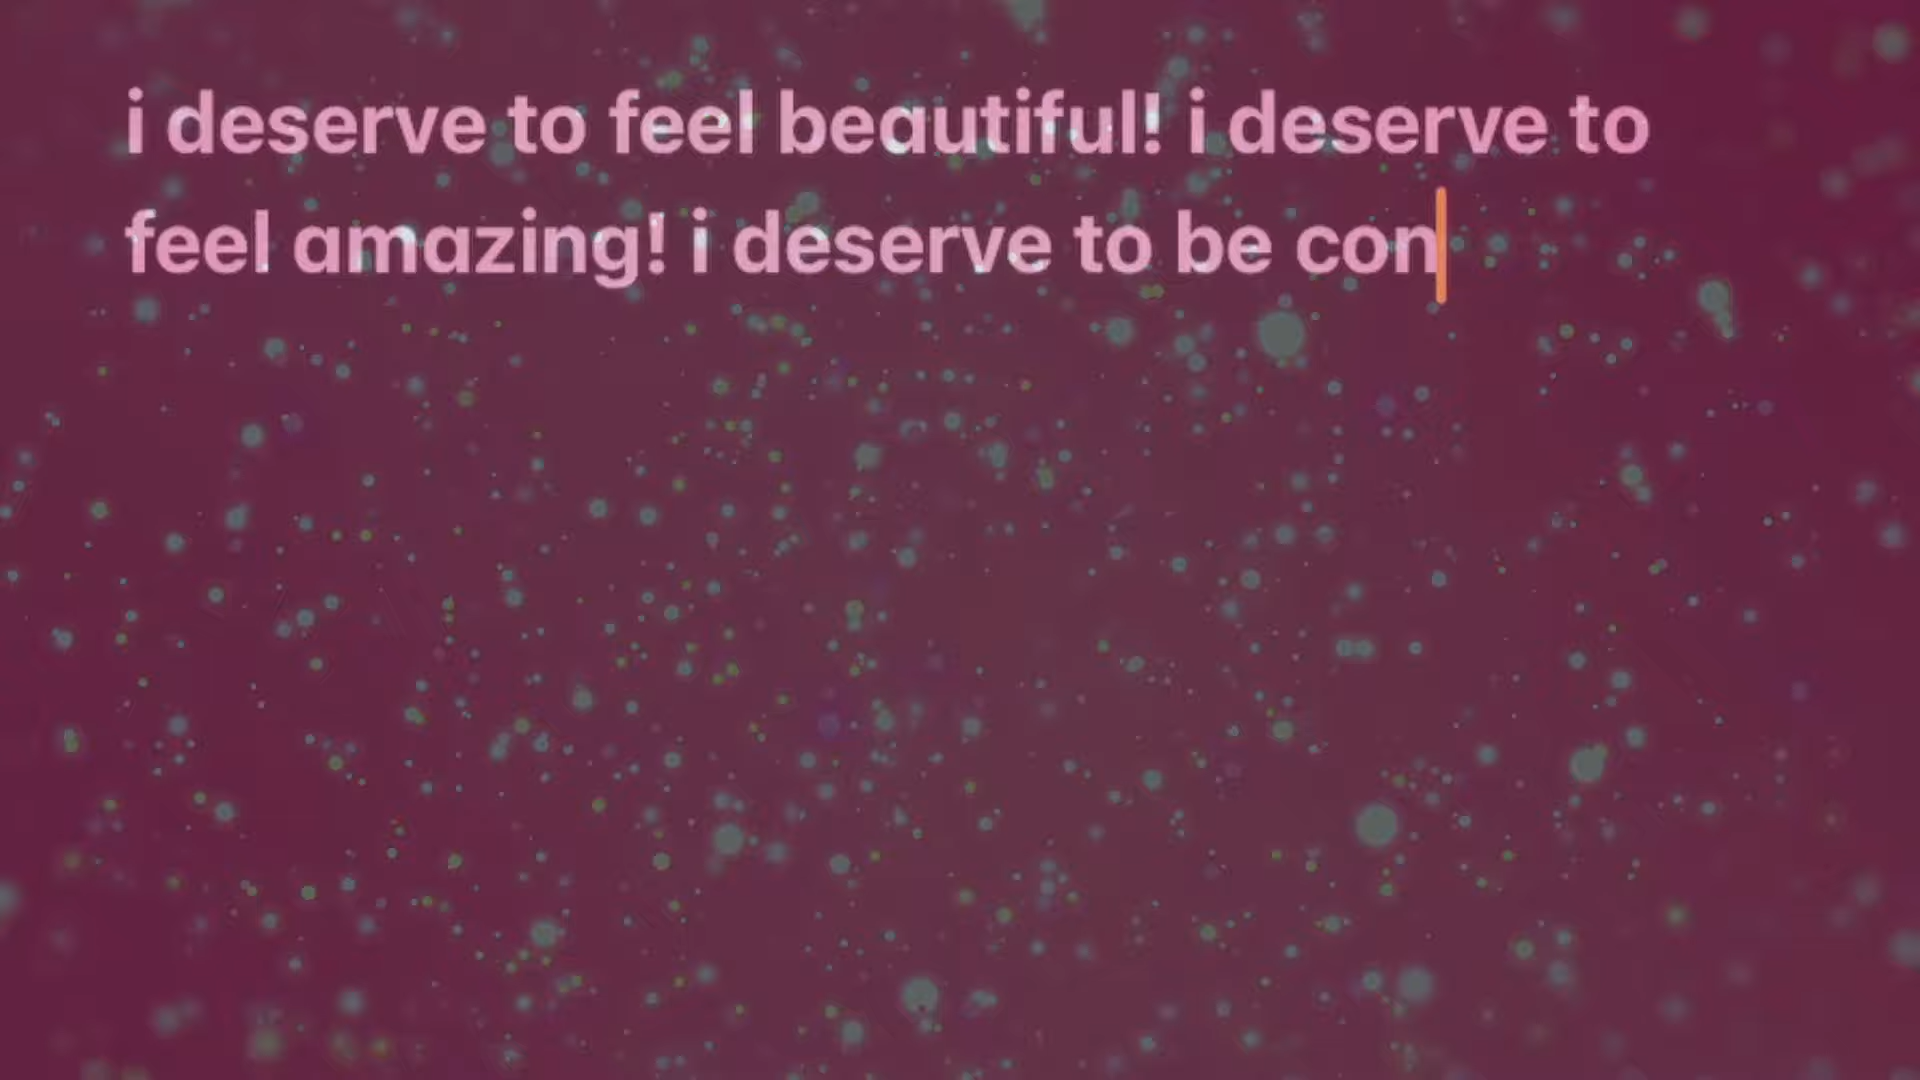 i deserve to feel beautiful! i deserve to
feel amazing! i deserve to be con